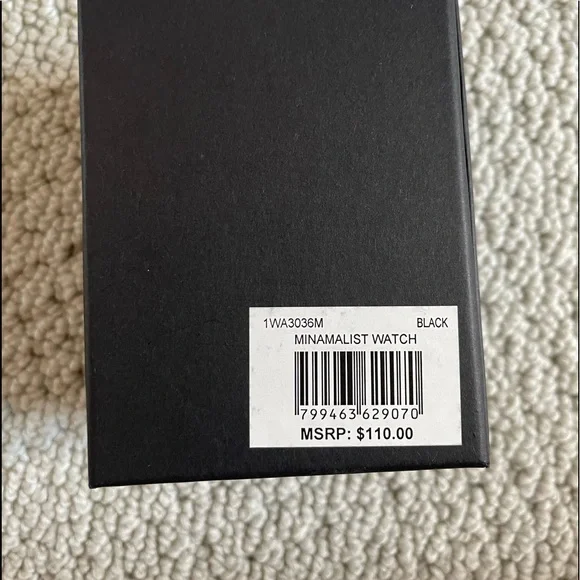 1WA3036M BLACK
MINAMALIST WATCH
799463 629070
MSRP: $110.00